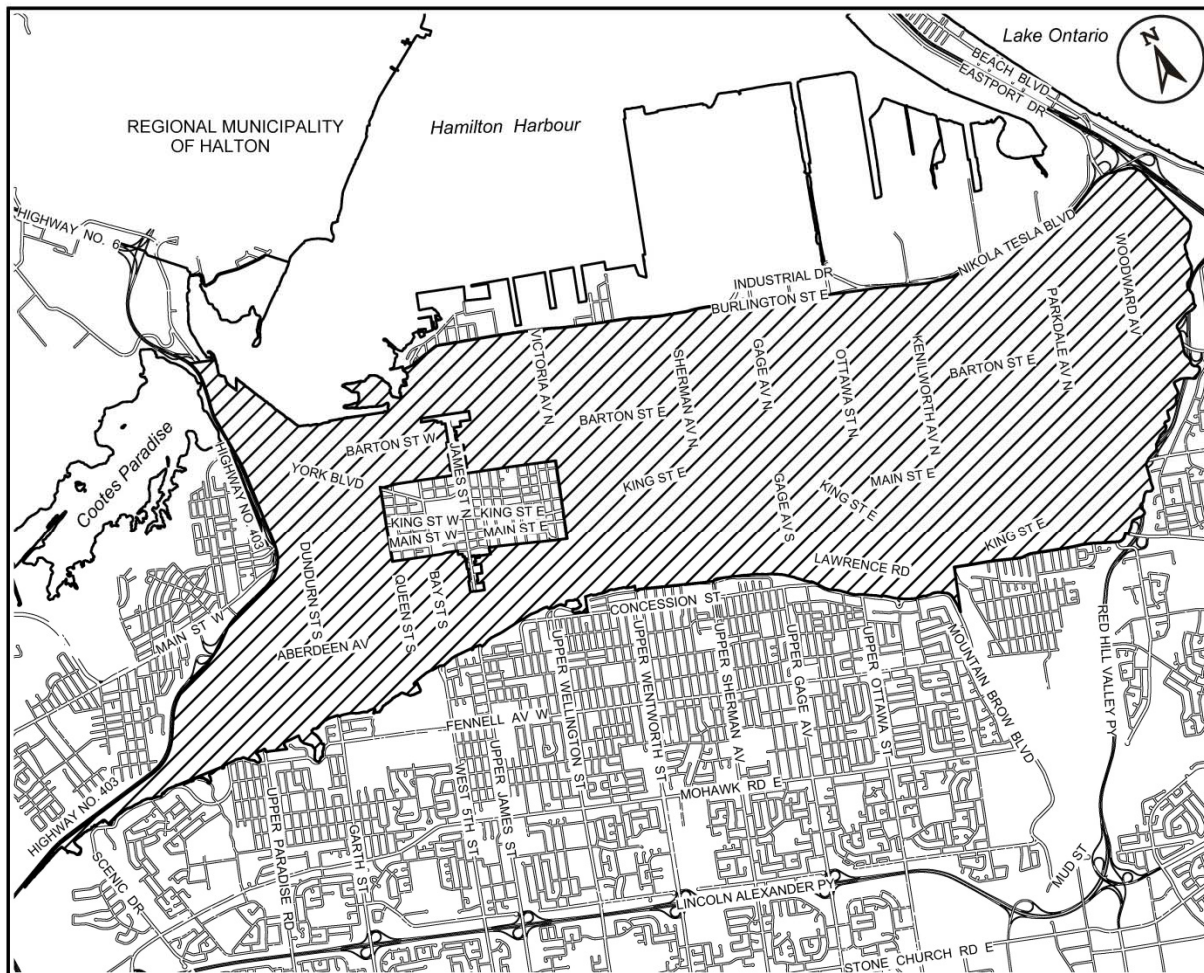 Lake Ontario
N
BEACH BLVD
EASTPORT DR
REGIONAL MUNICIPALITY
OF HALTON
Hamilton Harbour
HIGHWAY NO. 6
NIKOLA TESLA BLVD
INDUSTRIAL DR
BURLINGTON ST E
WOODWARD AV
PARKDALE AV N
VICTORIA AV N
SHERMAN AV N
GAGE AV N
OTTAWA ST N
KENILWORTH AV N
BARTON ST E
BARTON ST E
BARTON ST W
JAMES ST N
Cootes Paradise
HIGHWAY NO. 403
YORK BLVD
KING ST E
MAIN ST E
KING ST W
KING ST E
MAIN ST W
MAIN ST E
GAGE AV S
KING ST E
KING ST E
LAWRENCE RD
DUNDURN ST S
QUEEN ST S
BAY ST S
MAIN ST W
ABERDEEN AV
CONCESSION ST
UPPER WELLINGTON ST
UPPER WENTWORTH ST
UPPER SHERMAN AV
UPPER GAGE AV
UPPER OTTAWA ST
MOUNTAIN BROW BLVD
RED HILL VALLEY PY
FENNELL AV W
WEST 5TH ST
UPPER JAMES ST
MOHAWK RD E
HIGHWAY NO. 403
SCENIC DR
UPPER PARADISE RD
GARTH ST
MUD ST
LINCOLN ALEXANDER PY
STONE CHURCH RD E